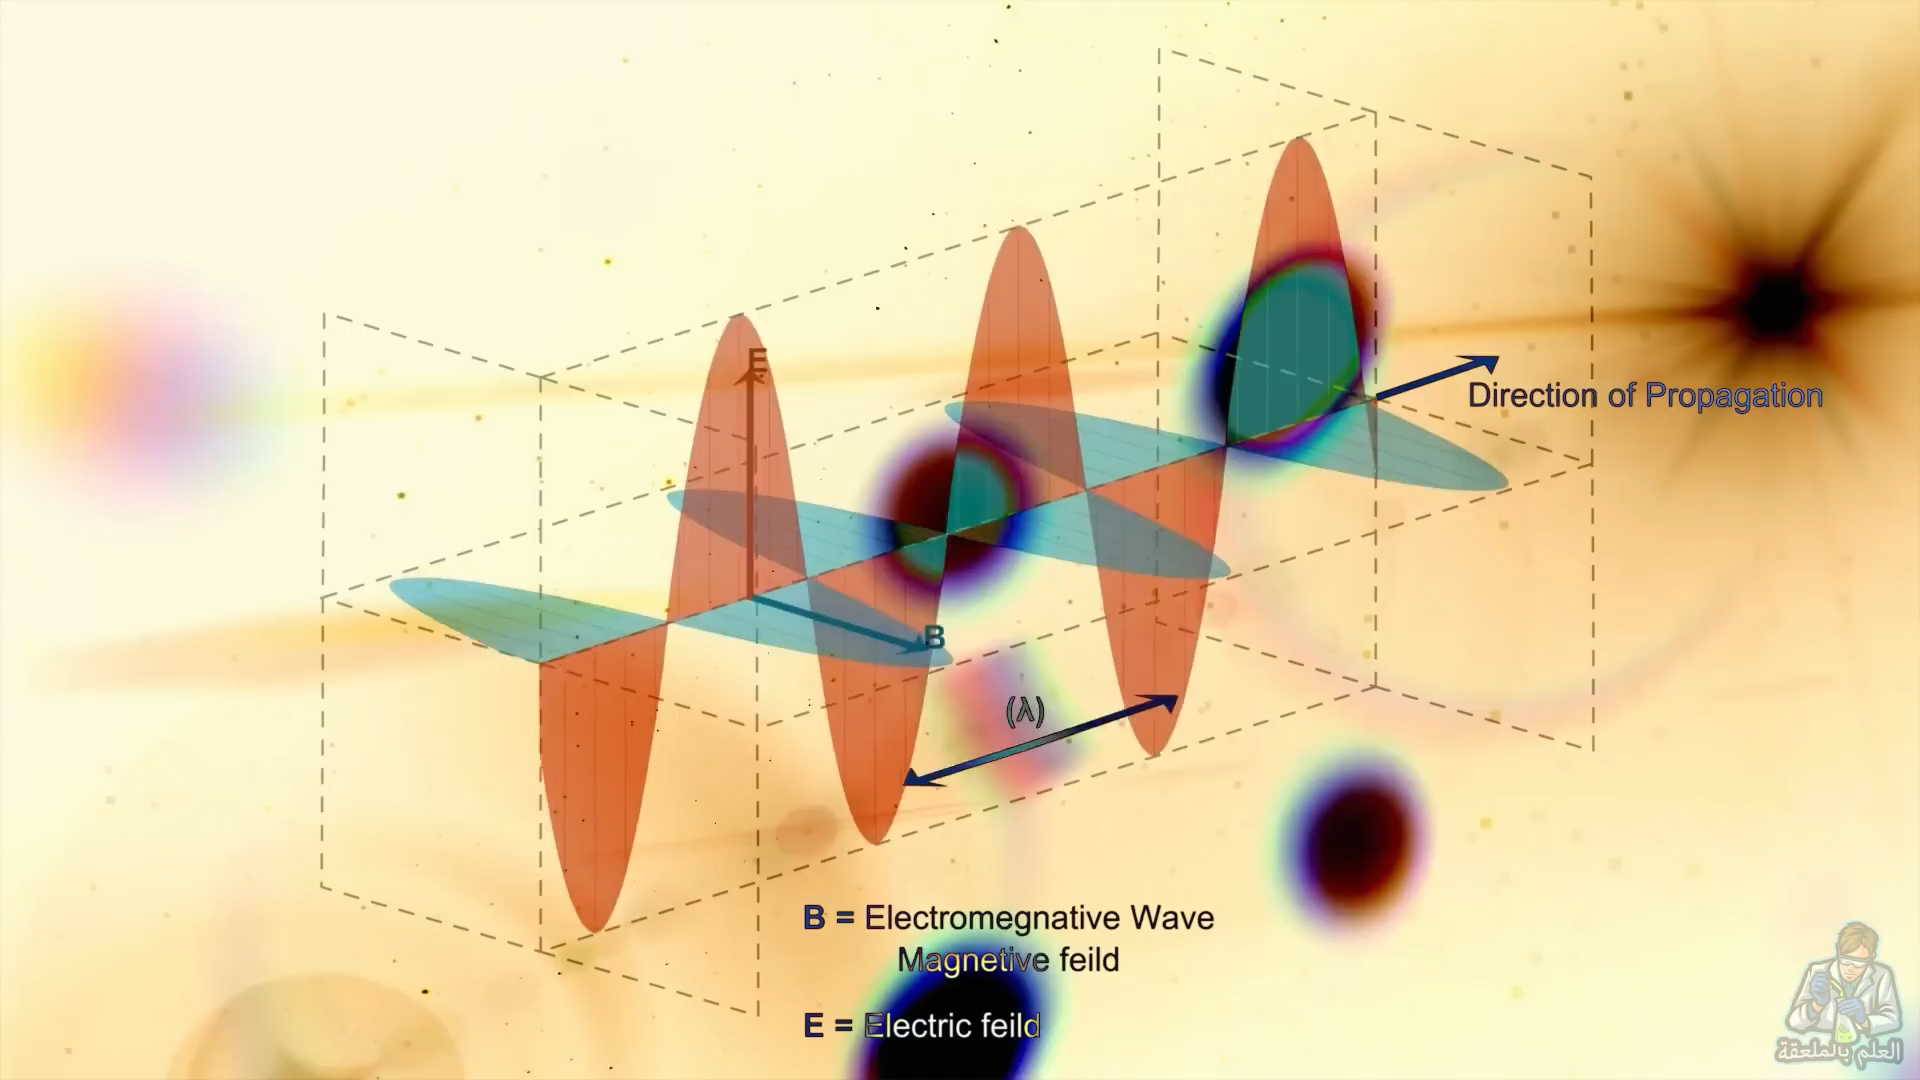 E
Direction of Propagation
B
(λ)
B = Electromegnative Wave
Magnetive feild
E = Electric feild
العلم بالملعقة